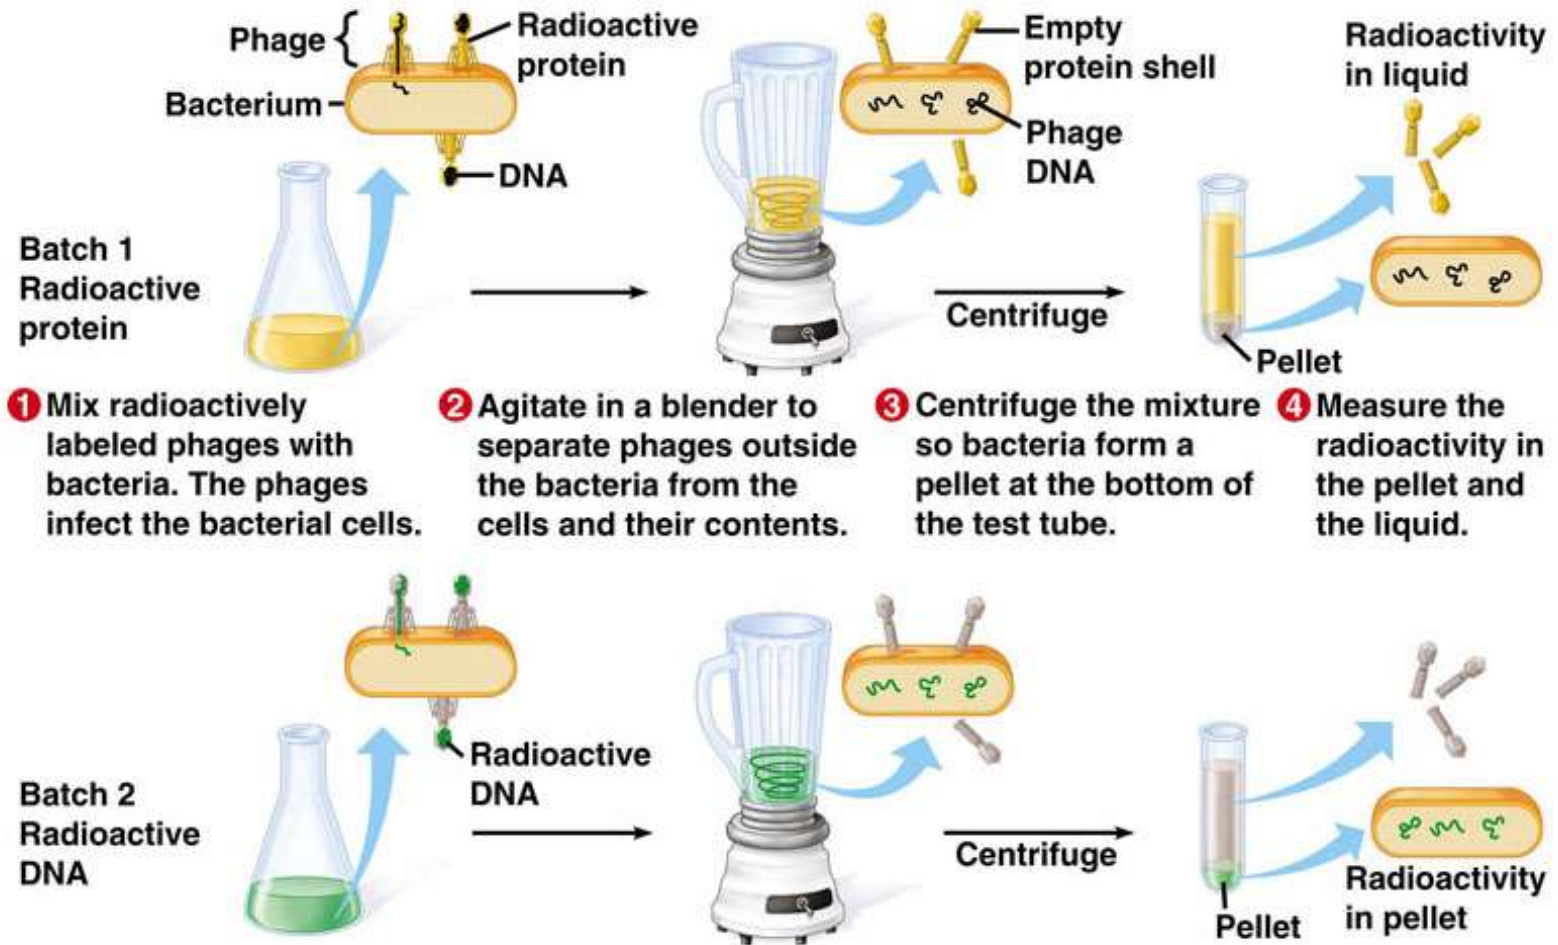 Phage
Radioactive
protein
Bacterium
DNA
Empty
protein shell
Phage
DNA
Radioactivity
in liquid
Batch 1
Radioactive
protein
Centrifuge
Pellet
1 Mix radioactively
labeled phages with
bacteria. The phages
infect the bacterial cells.
2 Agitate in a blender to
separate phages outside
the bacteria from the
cells and their contents.
3 Centrifuge the mixture
so bacteria form a
pellet at the bottom of
the test tube.
4 Measure the
radioactivity in
the pellet and
the liquid.
Radioactive
DNA
Batch 2
Radioactive
DNA
Centrifuge
Pellet
Radioactivity
in pellet